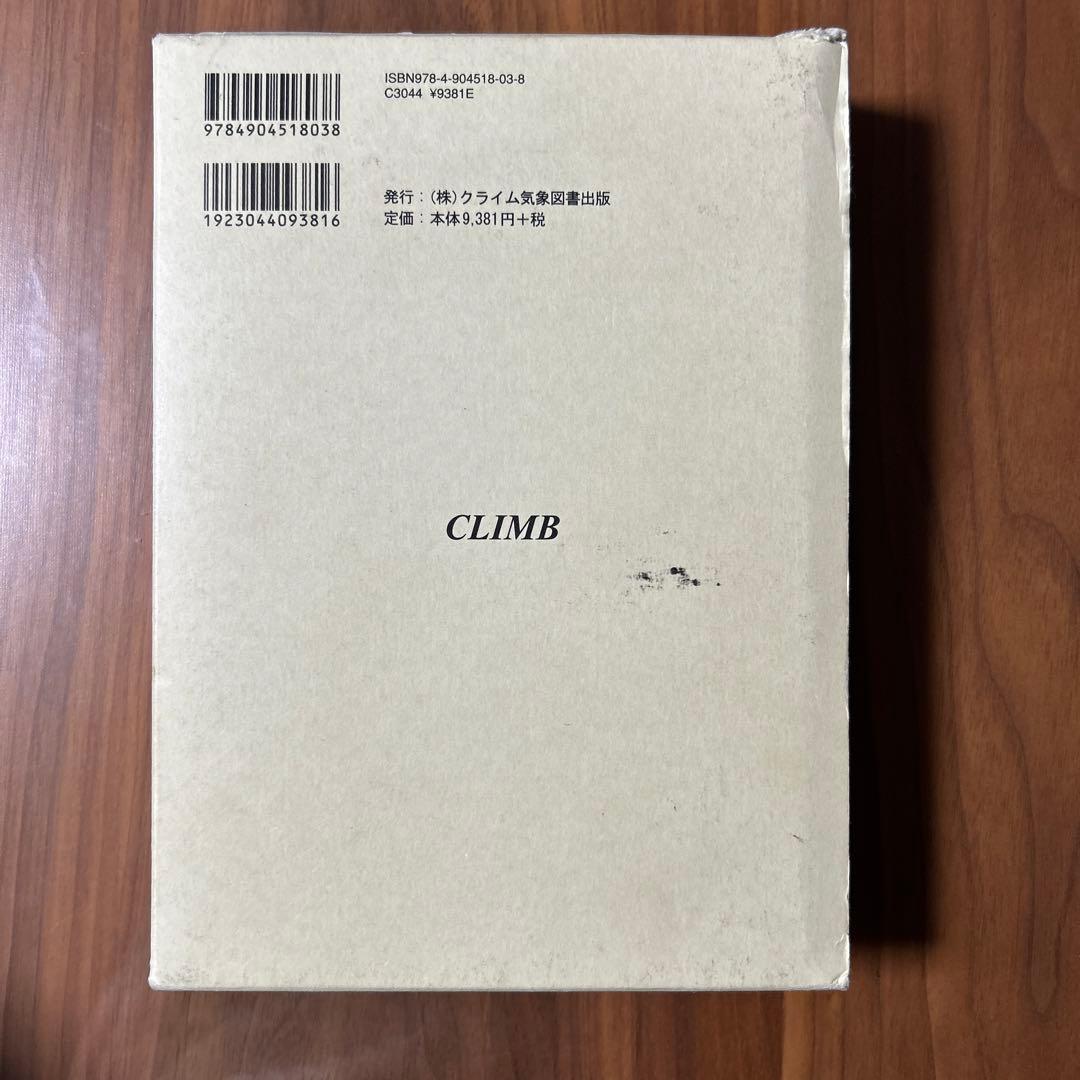 ISBN978-4-904518-03-8
C3044 ¥9381E
9784904518038
1923044093816
発行：（株）クライム気象図書出版
定価：本体9,381円＋税
CLIMB